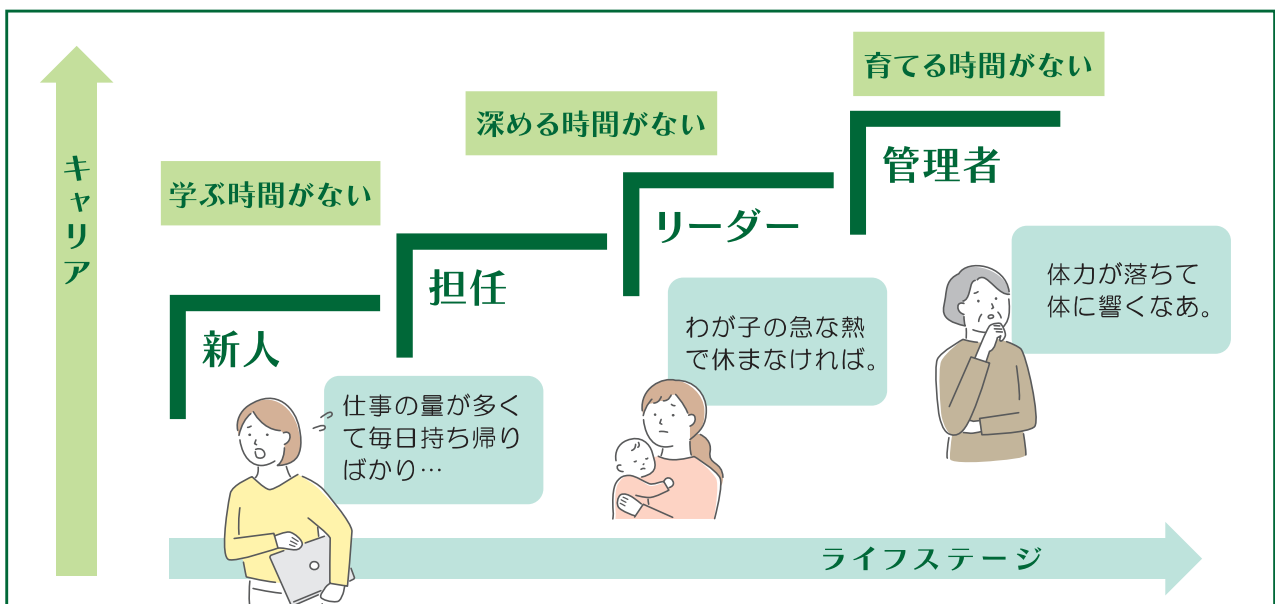 キャリア
学ぶ時間がない
深める時間がない
育てる時間がない
新人
担任
リーダー
管理者
仕事の量が多く
て毎日持ち帰り
ばかり…
わが子の急な熱
で休まなければ。
体力が落ちて
体に響くなあ。
ライフステージ